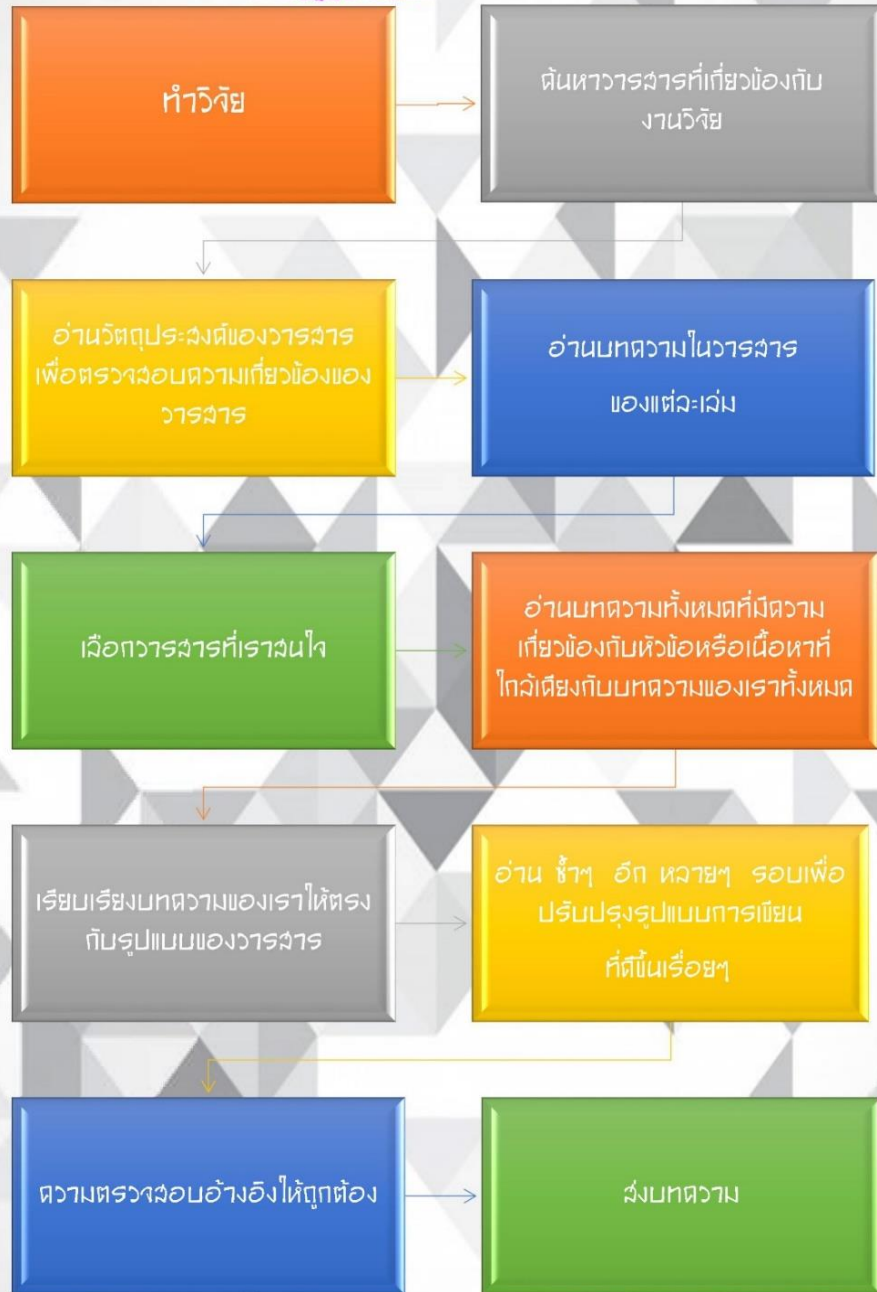 ทำวิจัย
ค้นหาวารสารที่เกี่ยวข้องกับ
งานวิจัย
อ่านวัตถุประสงค์ของวารสาร
เพื่อตรวจสอบความเกี่ยวข้องของ
วารสาร
อ่านบทความในวารสาร
ของแต่ละเล่ม
เลือกวารสารที่เราสนใจ
อ่านบทความทั้งหมดที่มีความ
เกี่ยวข้องกับหัวข้อหรือเนื้อหาที่
ใกล้เคียงกับบทความของเราทั้งหมด
เรียบเรียงบทความของเราให้ตรง
กับรูปแบบของวารสาร
อ่าน ซ้ำๆ อีก หลายๆ รอบเพื่อ
ปรับปรุงรูปแบบการเขียน
ที่ดีขึ้นเรื่อยๆ
ความตรวจสอบอ้างอิงให้ถูกต้อง
ส่งบทความ